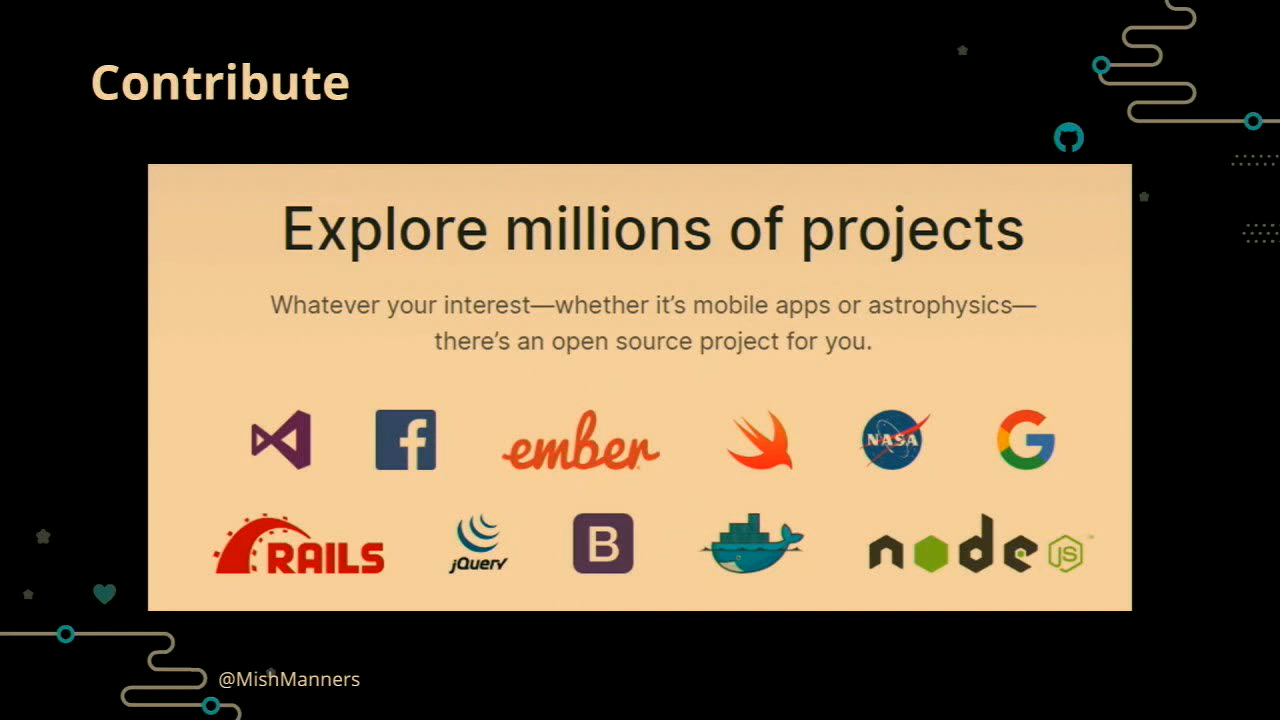 Contribute
Explore millions of projects
Whatever your interest—whether it's mobile apps or astrophysics—
there's an open source project for you.
ember
NASA
RAILS
jQuery
B
docker
node JS
@MishManners